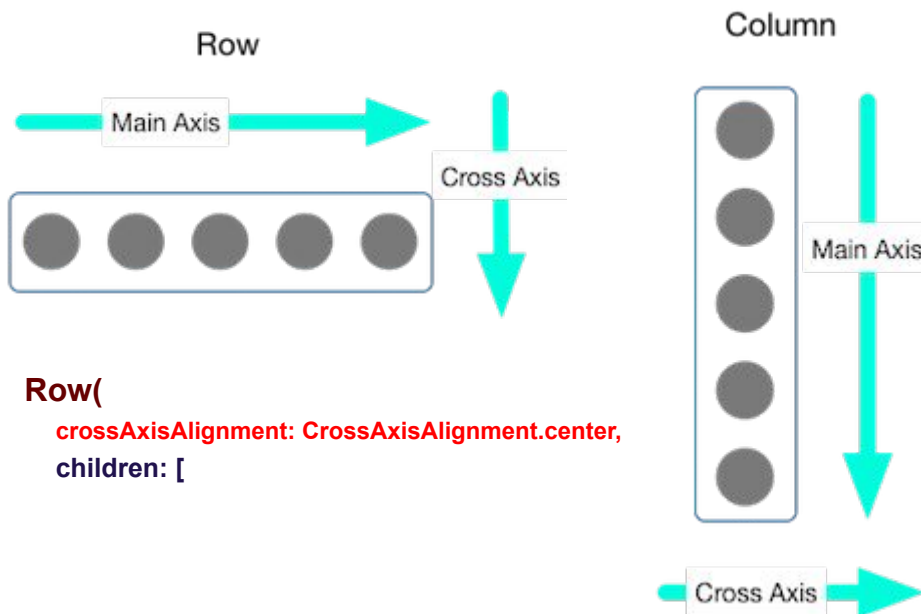 Row
Main Axis
Cross Axis
Column
Main Axis
Cross Axis
Row(
crossAxisAlignment: CrossAxisAlignment.center,
children: [